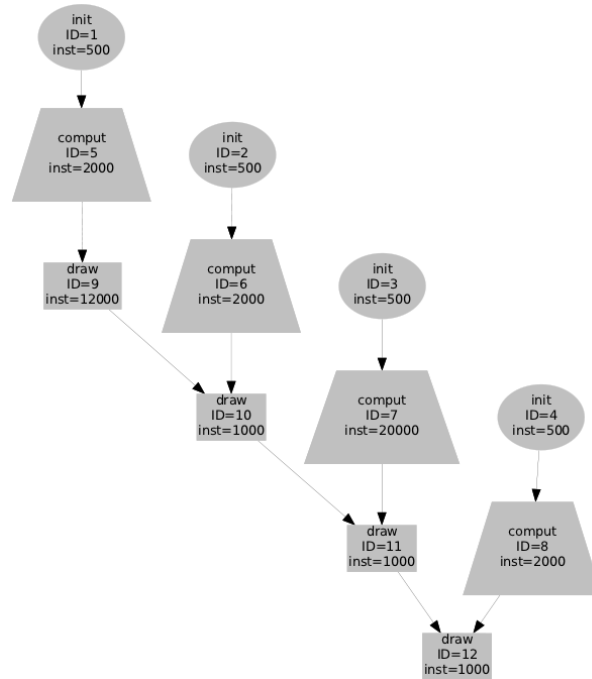 init
ID=1
inst=500
comput
ID=5
inst=2000
init
ID=2
inst=500
draw
ID=9
inst=12000
comput
ID=6
inst=2000
init
ID=3
inst=500
draw
ID=10
inst=1000
comput
ID=7
inst=20000
init
ID=4
inst=500
draw
ID=11
inst=1000
comput
ID=8
inst=2000
draw
ID=12
inst=1000